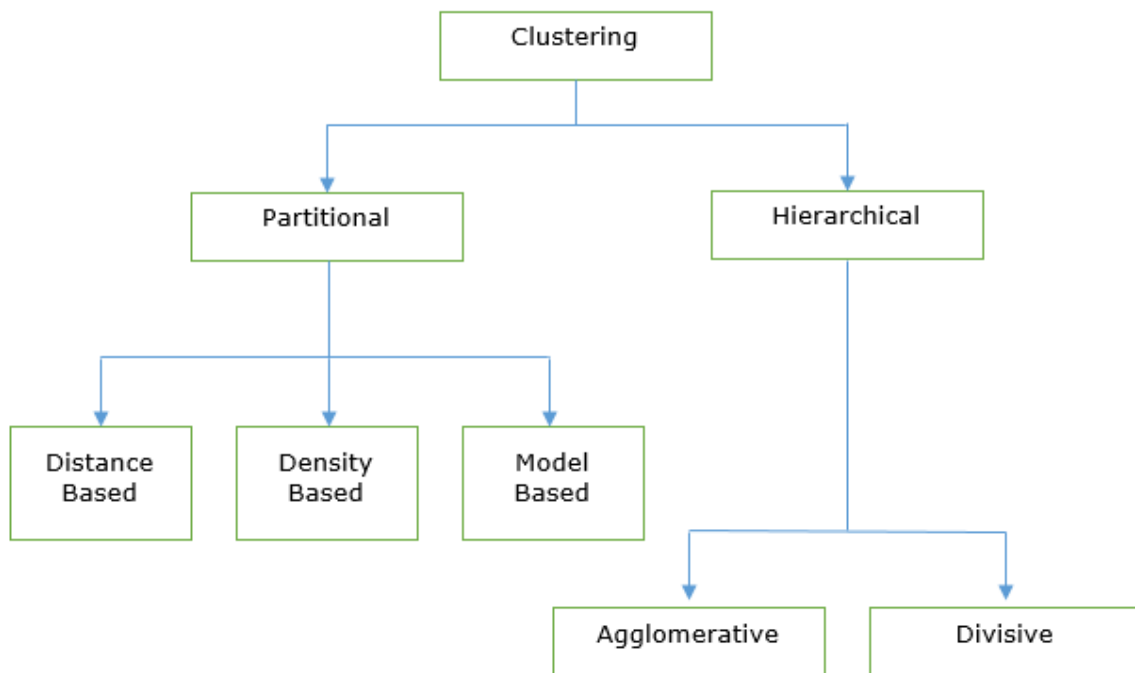 Clustering
Partitional
Hierarchical
Distance
Based
Density
Based
Model
Based
Agglomerative
Divisive